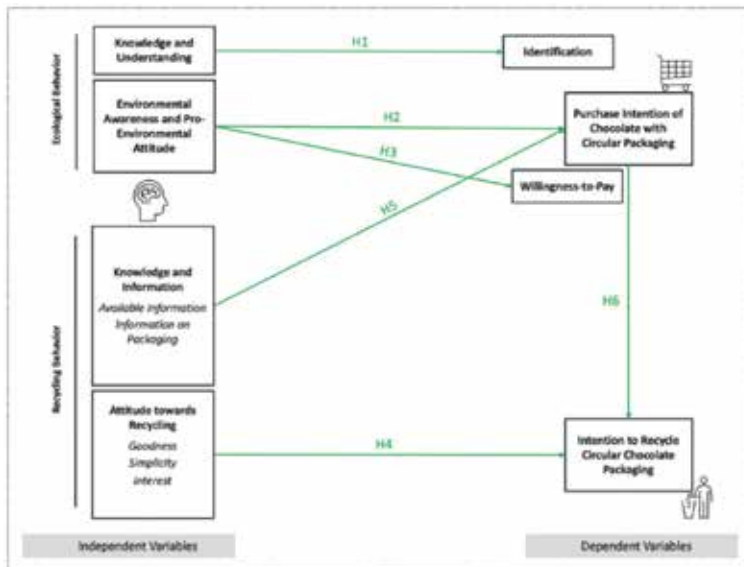 Ecological Behavior
Knowledge and
Understanding
H1
Identification
Environmental
Awareness and Pro-
Environmental
Attitude
H2
Purchase Intention of
Chocolate with
Circular Packaging
H3
Willingness-to-Pay
H5
Recycling Behavior
Knowledge and
Information
Available Information
Information on
Packaging
H6
Attitude towards
Recycling
Goodness
Simplicity
Interest
H4
Intention to Recycle
Circular Chocolate
Packaging
Independent Variables
Dependent Variables